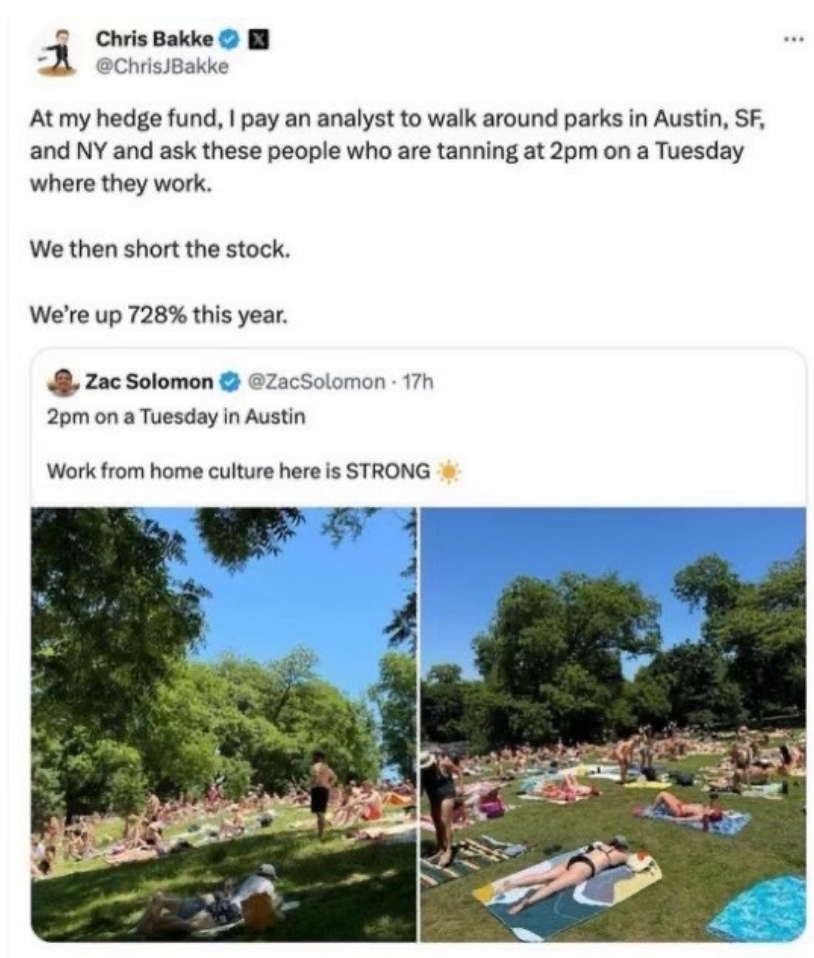 Chris Bakke
@ChrisJBakke
At my hedge fund, I pay an analyst to walk around parks in Austin, SF,
and NY and ask these people who are tanning at 2pm on a Tuesday
where they work.
We then short the stock.
We’re up 728% this year.
Zac Solomon @ZacSolomon · 17h
2pm on a Tuesday in Austin
Work from home culture here is STRONG ☀️